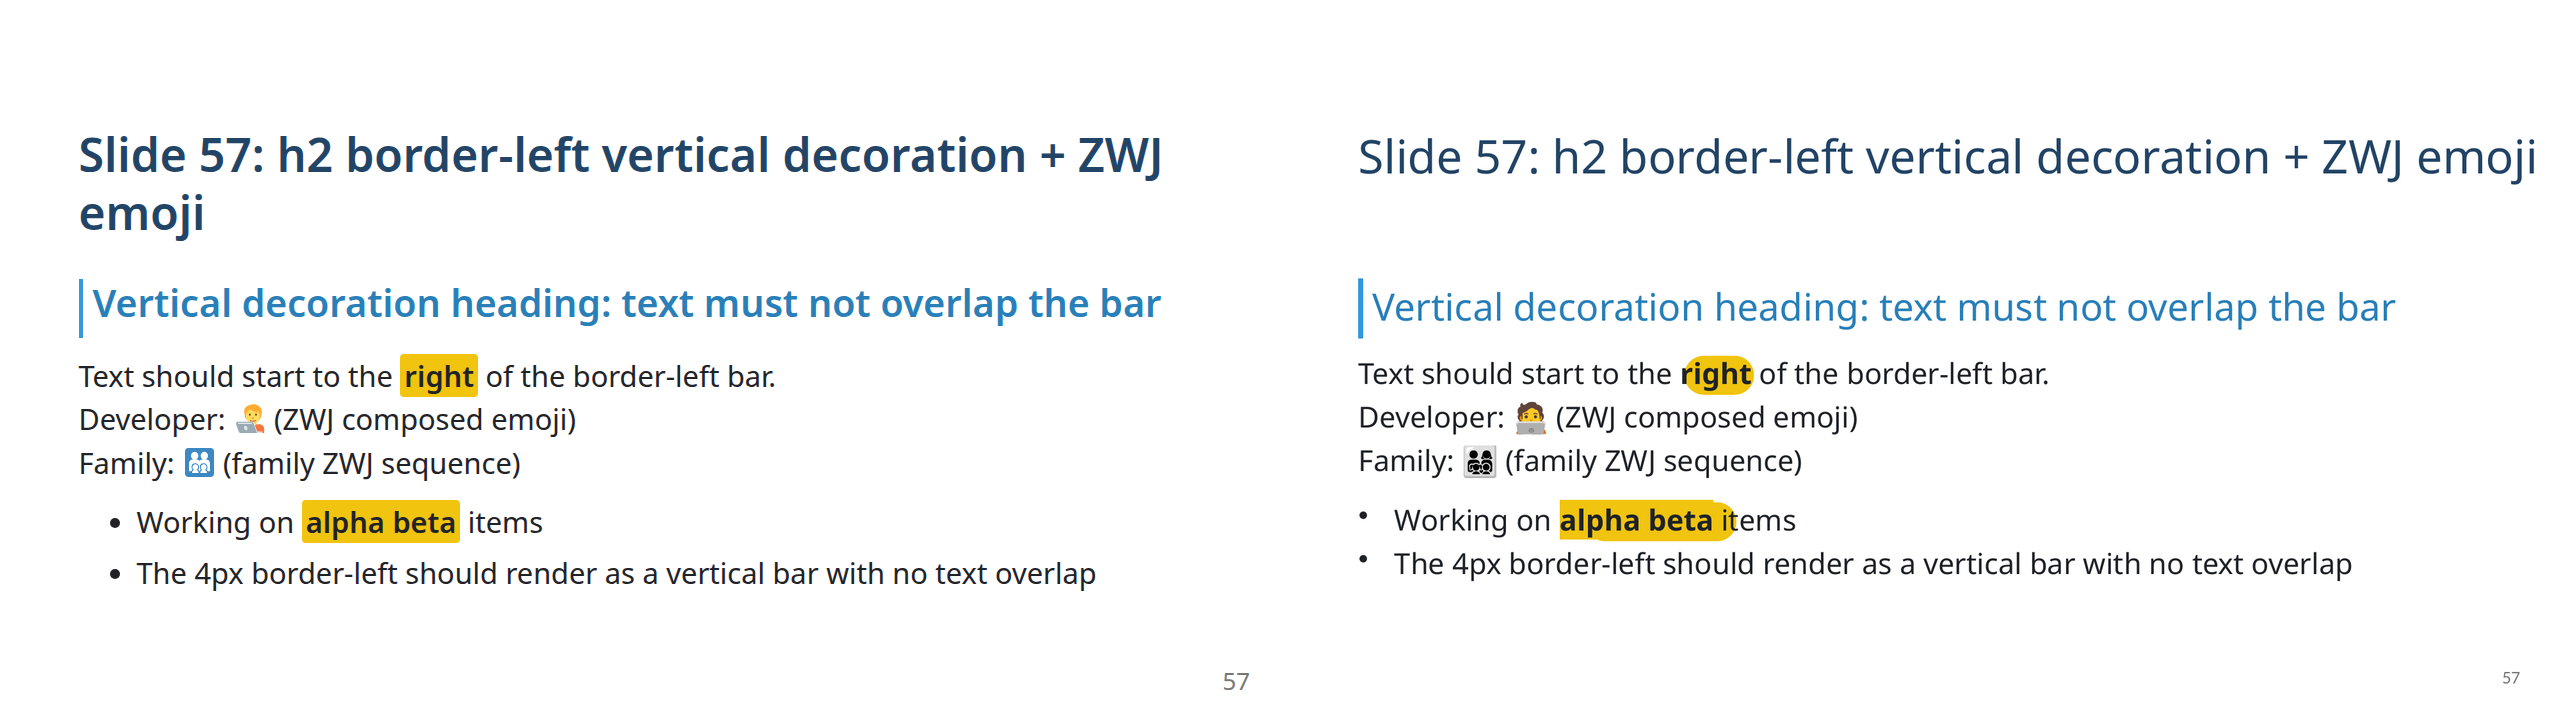 Slide 57: h2 border-left vertical decoration + ZWJ
emoji
Vertical decoration heading: text must not overlap the bar
Text should start to the right of the border-left bar.
Developer: 🧑‍💻 (ZWJ composed emoji)
Family: 👨‍👩‍👧‍👦 (family ZWJ sequence)
• Working on alpha beta items
• The 4px border-left should render as a vertical bar with no text overlap
57
Slide 57: h2 border-left vertical decoration + ZWJ emoji
Vertical decoration heading: text must not overlap the bar
Text should start to the right of the border-left bar.
Developer: 🧑‍💻 (ZWJ composed emoji)
Family: 👨‍👩‍👧‍👦 (family ZWJ sequence)
• Working on alpha beta items
• The 4px border-left should render as a vertical bar with no text overlap
57